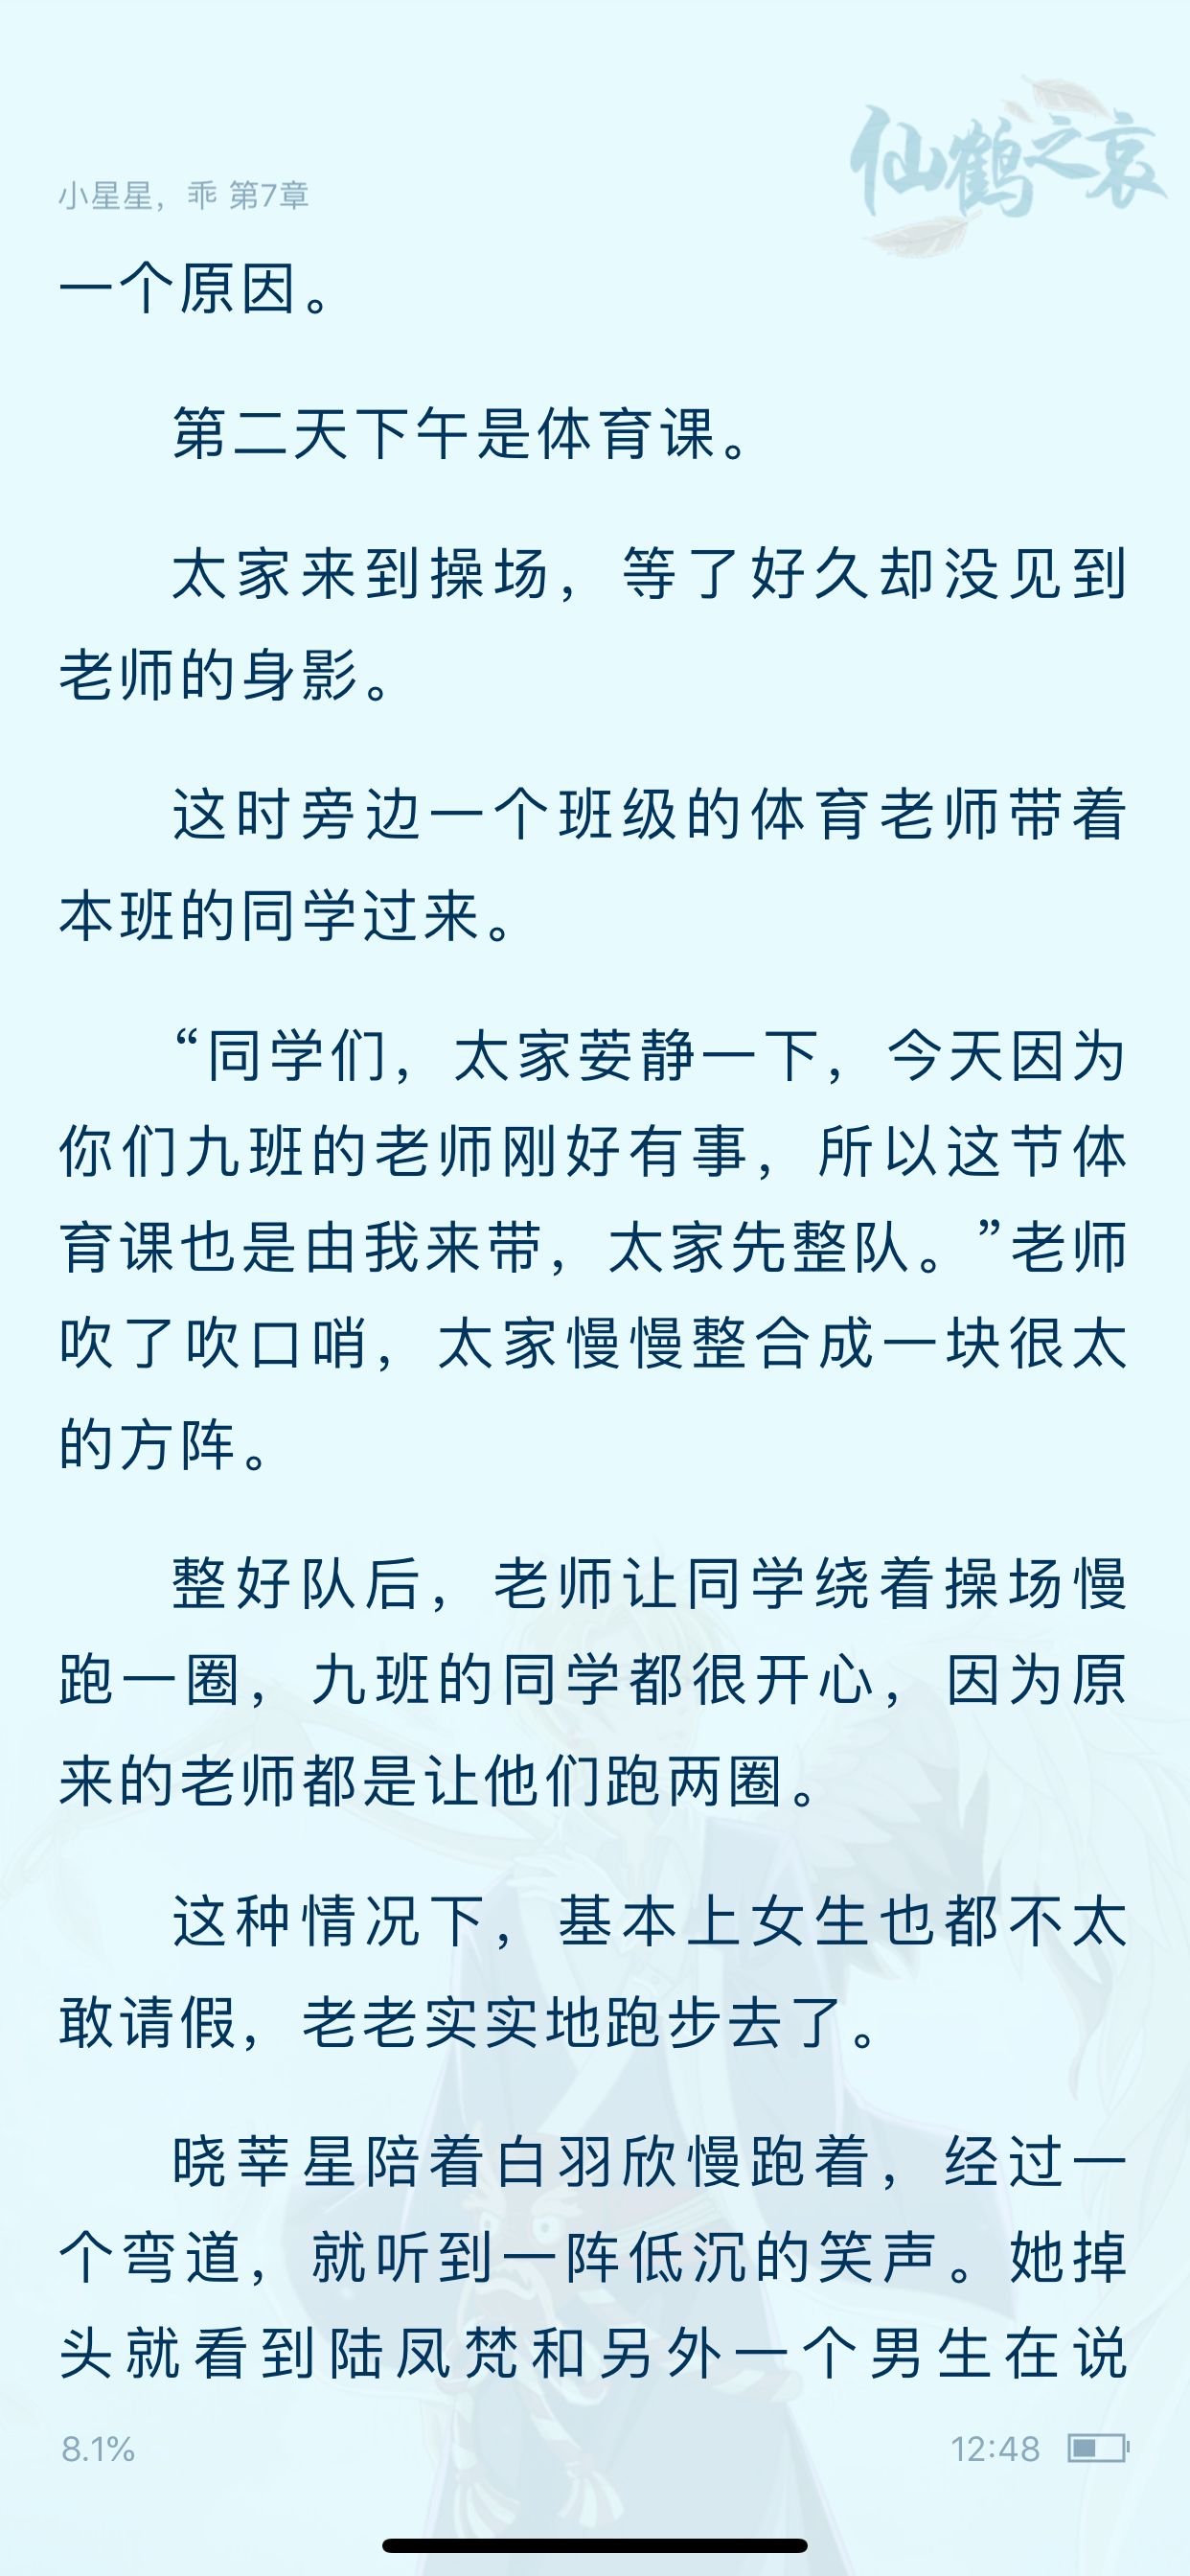 仙鹤之哀
小星星，乖 第7章
一个原因。
第二天下午是体育课。
太家来到操场，等了好久却没见到
老师的身影。
这时旁边一个班级的体育老师带着
本班的同学过来。
“同学们，太家荌静一下，今天因为
你们九班的老师刚好有事，所以这节体
育课也是由我来带，太家先整队。”老师
吹了吹口哨，太家慢慢整合成一块很太
的方阵。
整好队后，老师让同学绕着操场慢
跑一圈，九班的同学都很开心，因为原
来的老师都是让他们跑两圈。
这种情况下，基本上女生也都不太
敢请假，老老实实地跑步去了。
晓莘星陪着白羽欣慢跑着，经过一
个弯道，就听到一阵低沉的笑声。她掉
头就看到陆凤梵和另外一个男生在说
8.1%
12:48